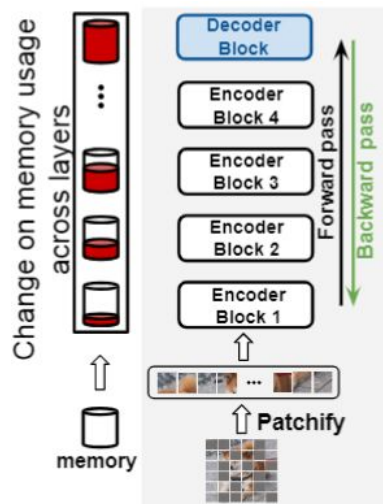 Change on memory usage
across layers
...
memory
Decoder
Block
Encoder
Block 4
Encoder
Block 3
Encoder
Block 2
Encoder
Block 1
...
Patchify
Forward pass
Backward pass